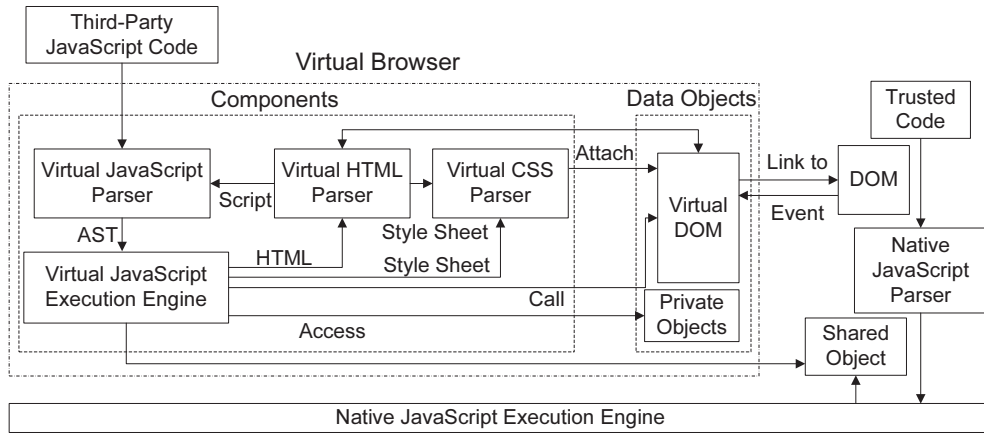 Third-Party
JavaScript Code
Virtual Browser
Components
Data Objects
Trusted
Code
Virtual JavaScript
Parser
Script
Virtual HTML
Parser
Virtual CSS
Parser
Attach
Virtual
DOM
Link to
Event
DOM
AST
Style Sheet
HTML
Style Sheet
Virtual JavaScript
Execution Engine
Call
Access
Private
Objects
Native
JavaScript
Parser
Shared
Object
Native JavaScript Execution Engine